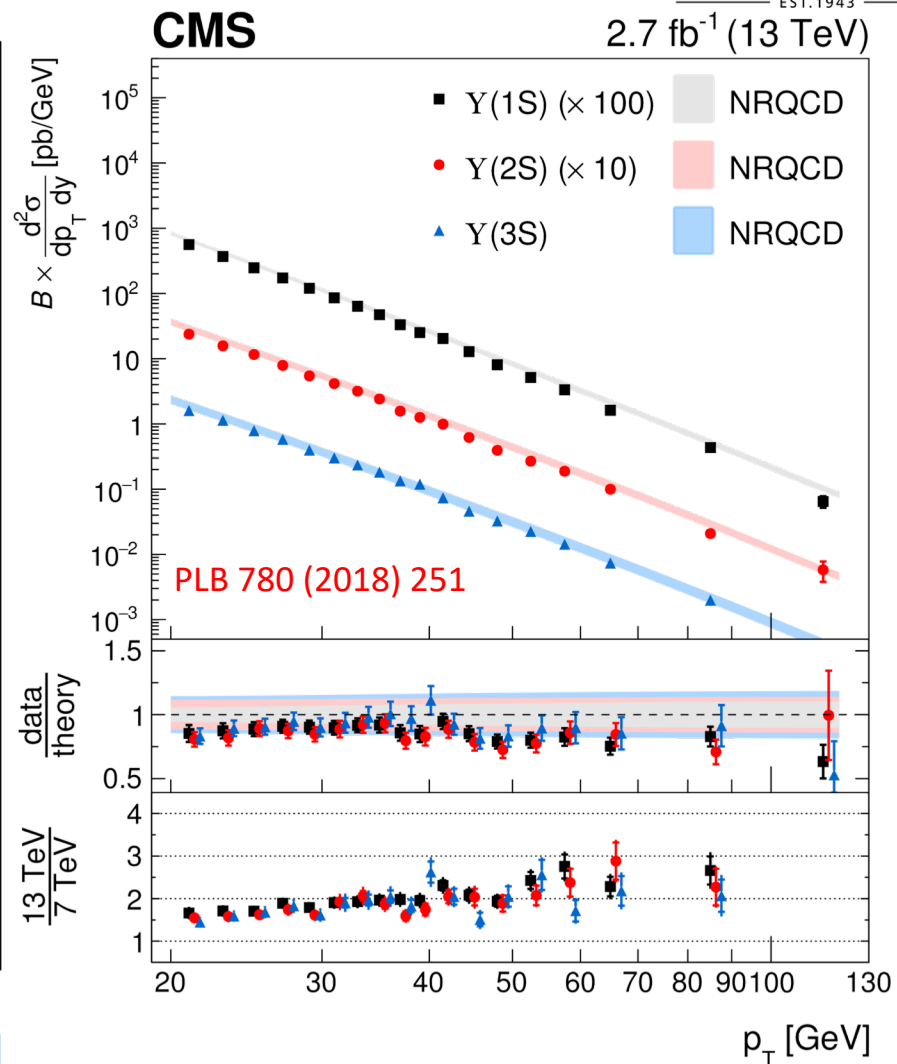 EST.1943
CMS 2.7 fb⁻¹ (13 TeV)
B × d²σ / dp_T dy [pb/GeV]
10⁵
10⁴
10³
10²
10
1
10⁻¹
10⁻²
10⁻³
ϒ(1S) (× 100) NRQCD
ϒ(2S) (× 10) NRQCD
ϒ(3S) NRQCD
PLB 780 (2018) 251
data / theory
1.5
1
0.5
13 TeV / 7 TeV
4
3
2
1
20 30 40 50 60 70 80 90 100 130
p_T [GeV]